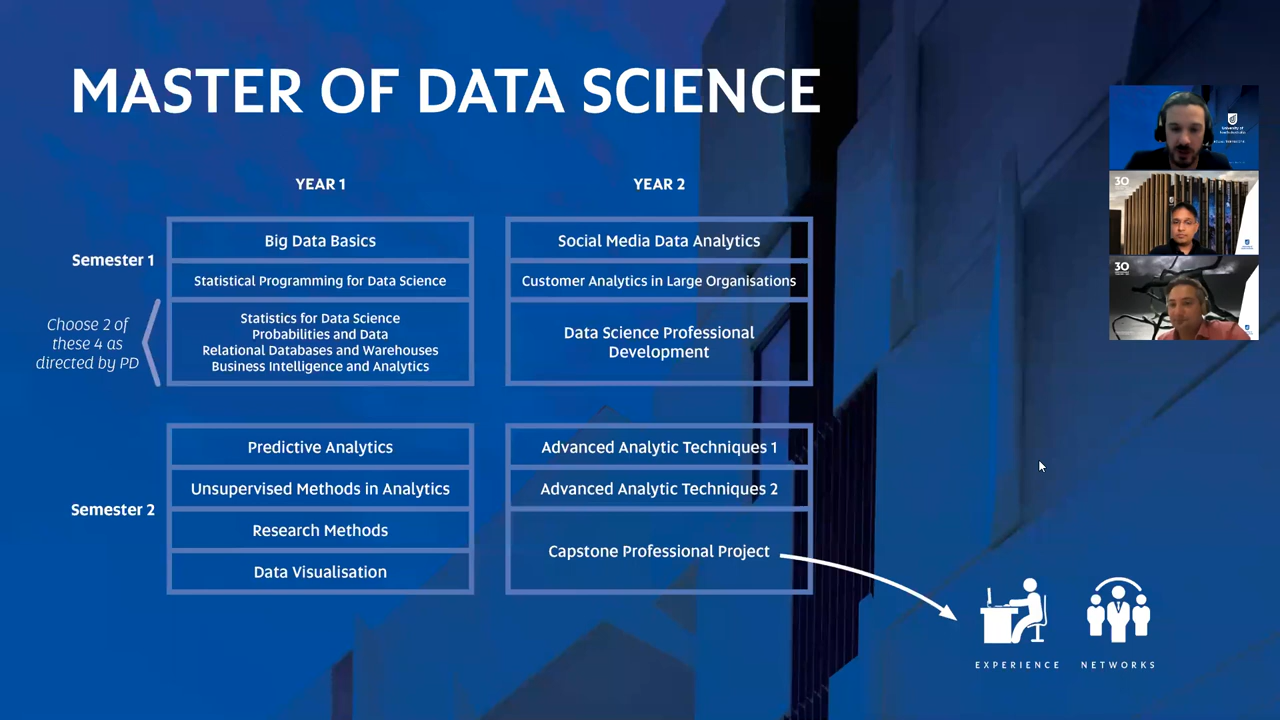 MASTER OF DATA SCIENCE
YEAR 1
YEAR 2
Semester 1
Big Data Basics
Statistical Programming for Data Science
Choose 2 of
these 4 as
directed by PD
Statistics for Data Science
Probabilities and Data
Relational Databases and Warehouses
Business Intelligence and Analytics
Social Media Data Analytics
Customer Analytics in Large Organisations
Data Science Professional
Development
Semester 2
Predictive Analytics
Unsupervised Methods in Analytics
Research Methods
Data Visualisation
Advanced Analytic Techniques 1
Advanced Analytic Techniques 2
Capstone Professional Project
EXPERIENCE
NETWORKS
University of
South Australia
30
30